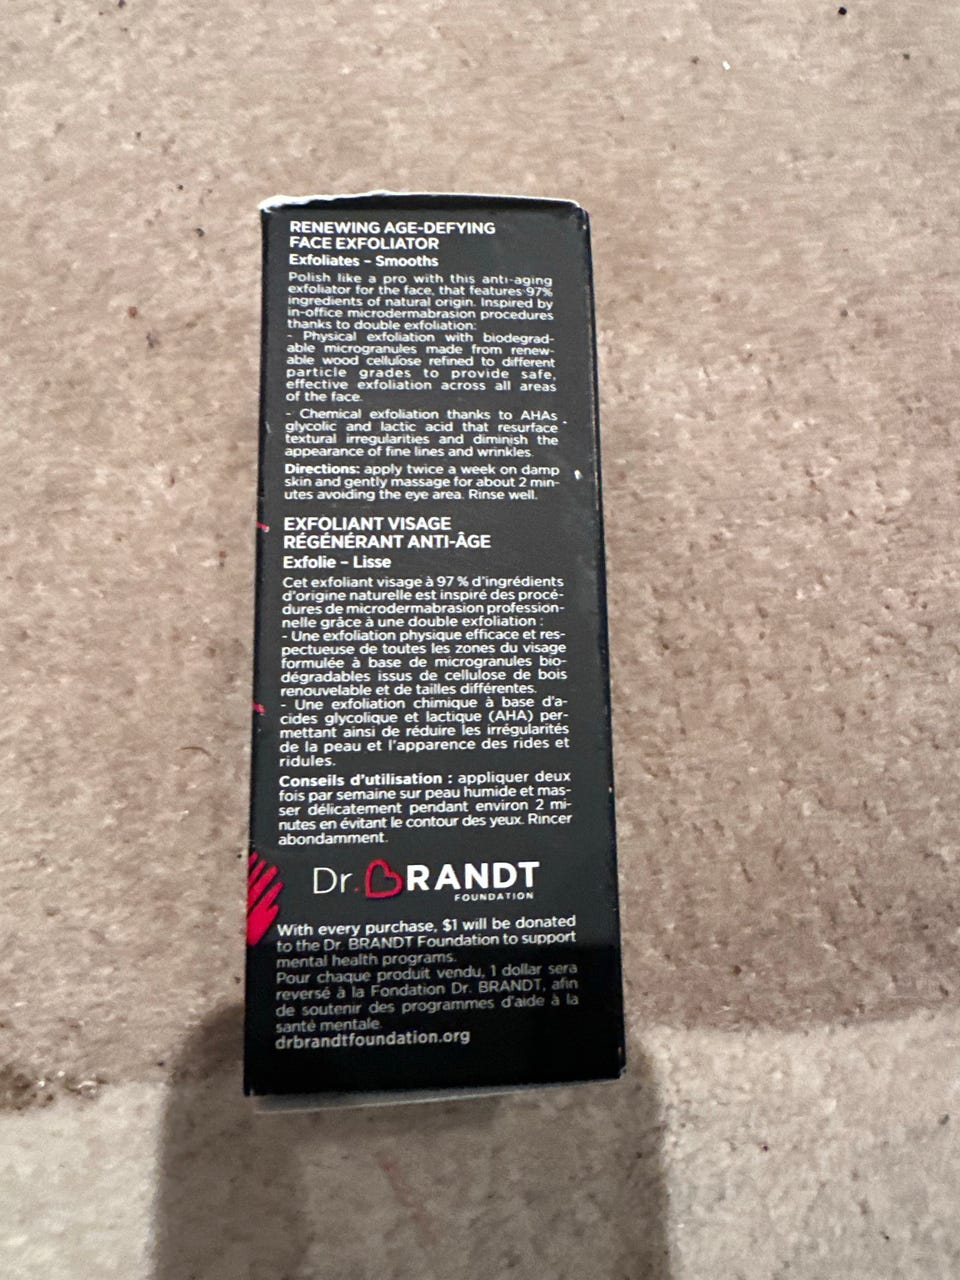 RENEWING AGE-DEFYING
FACE EXFOLIATOR
Exfoliates – Smooths
Polish like a pro with this anti-aging
exfoliator for the face, that features 97%
ingredients of natural origin. Inspired by
in-office microdermabrasion procedures
thanks to double exfoliation:
- Physical exfoliation with biodegrad-
able microgranules made from renew-
able wood cellulose refined to different
particle grades to provide safe,
effective exfoliation across all areas
of the face.
- Chemical exfoliation thanks to AHAs
glycolic and lactic acid that resurface
textural irregularities and diminish the
appearance of fine lines and wrinkles.
Directions: apply twice a week on damp
skin and gently massage for about 2 min-
utes avoiding the eye area. Rinse well.
EXFOLIANT VISAGE
RÉGÉNÉRANT ANTI-ÂGE
Exfolie – Lisse
Cet exfoliant visage à 97 % d'ingrédients
d'origine naturelle est inspiré des procé-
dures de microdermabrasion profession-
nelle grâce à une double exfoliation :
- Une exfoliation physique efficace et res-
pectueuse de toutes les zones du visage
formulée à base de microgranules bio-
dégradables issus de cellulose de bois
renouvelable et de tailles différentes.
- Une exfoliation chimique à base d'a-
cides glycolique et lactique (AHA) per-
mettant ainsi de réduire les irrégularités
de la peau et l'apparence des rides et
ridules.
Conseils d'utilisation : appliquer deux
fois par semaine sur peau humide et mas-
ser délicatement pendant environ 2 mi-
nutes en évitant le contour des yeux. Rincer
abondamment.
Dr. BRANDT
FOUNDATION
With every purchase, $1 will be donated
to the Dr. BRANDT Foundation to support
mental health programs.
Pour chaque produit vendu, 1 dollar sera
reversé à la Fondation Dr. BRANDT, afin
de soutenir des programmes d'aide à la
santé mentale.
drbrandtfoundation.org